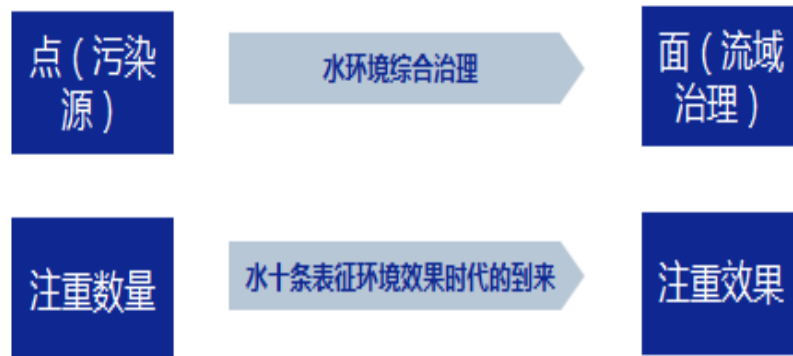 点（污染
源）
水环境综合治理
面（流域
治理）
注重数量
水十条表征环境效果时代的到来
注重效果